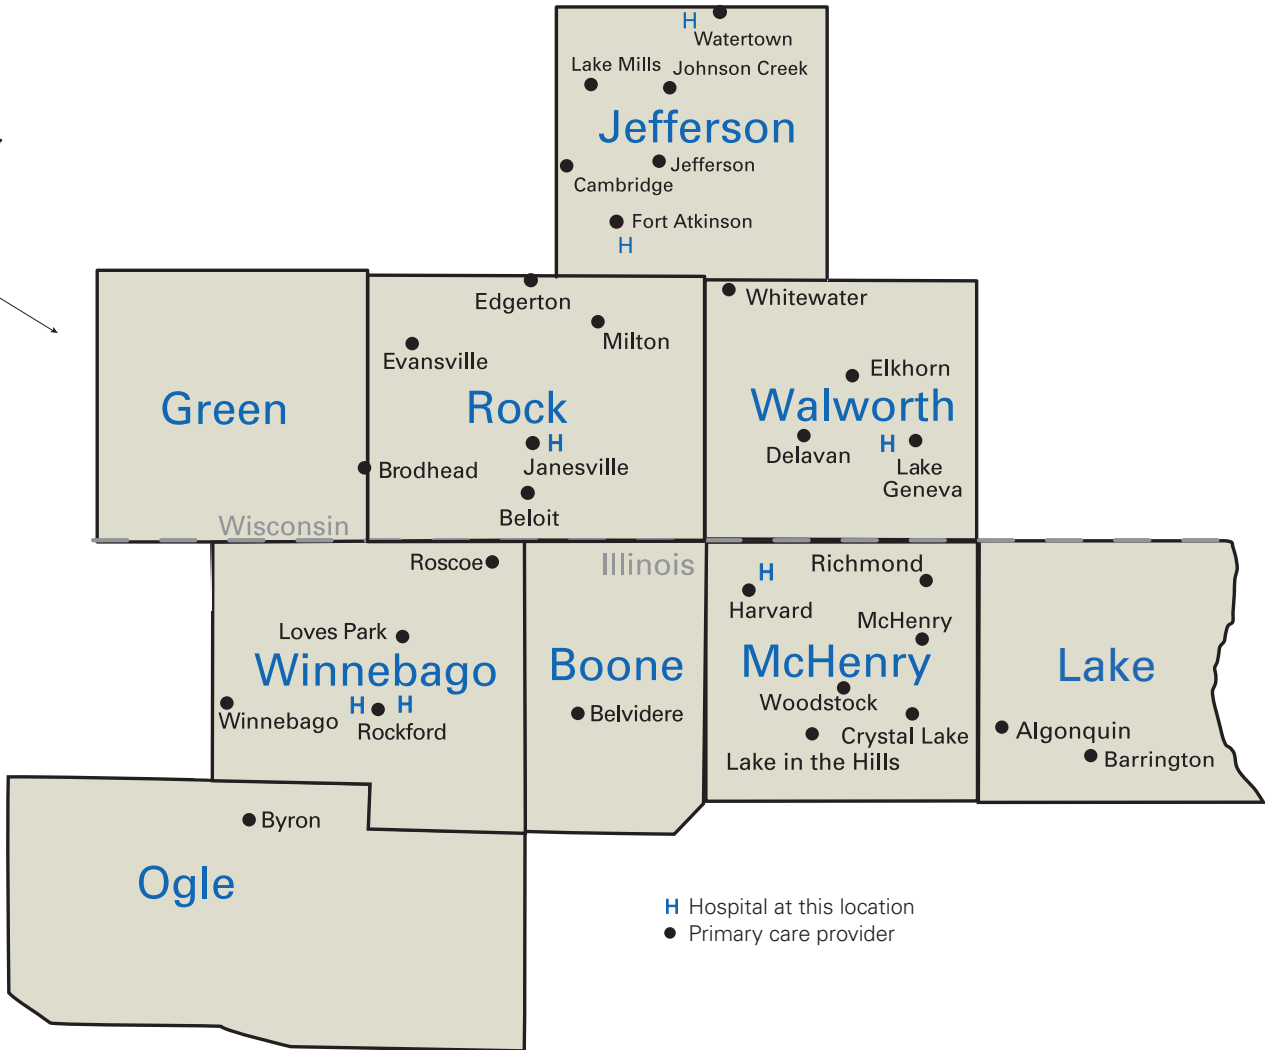 H
Watertown
Lake Mills
Johnson Creek
Jefferson
Jefferson
Cambridge
Fort Atkinson
H
Edgerton
Whitewater
Milton
Evansville
Elkhorn
Green
Rock
Walworth
H
Janesville
Delavan
H
Lake
Geneva
Brodhead
Beloit
Wisconsin
Roscoe
Illinois
H
Richmond
Harvard
McHenry
Loves Park
Winnebago
Boone
McHenry
Lake
Woodstock
H
H
Winnebago
Rockford
Belvidere
Crystal Lake
Algonquin
Lake in the Hills
Barrington
Byron
Ogle
H Hospital at this location
Primary care provider